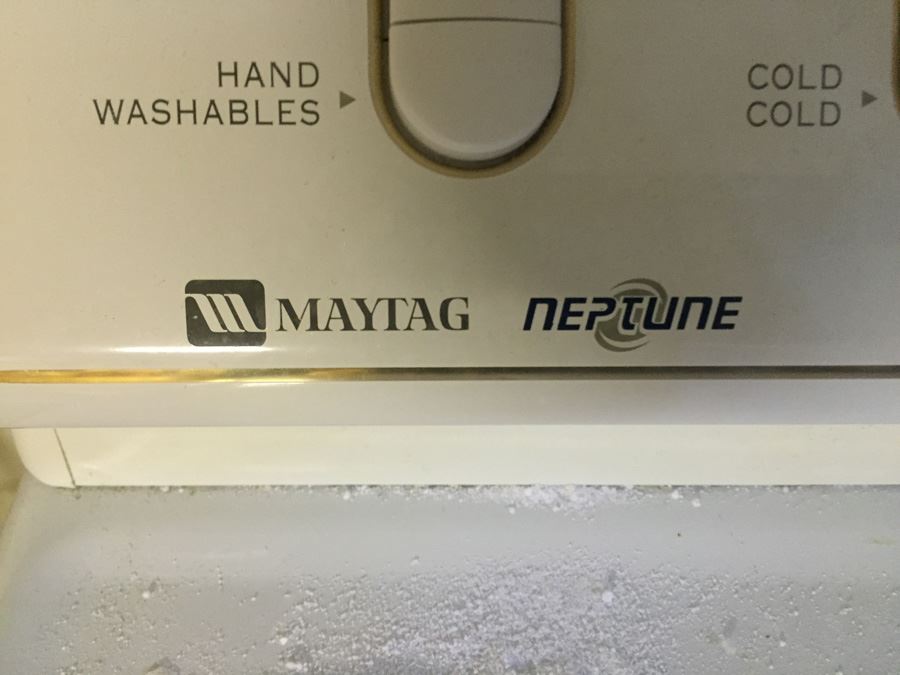 HAND
WASHABLES
COLD
COLD
MAYTAG
NEPTUNE